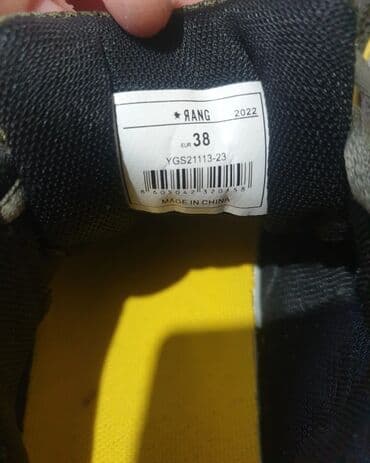 ★ ЯANG 2022
EUR 38
YGS21113-23
MADE IN CHINA